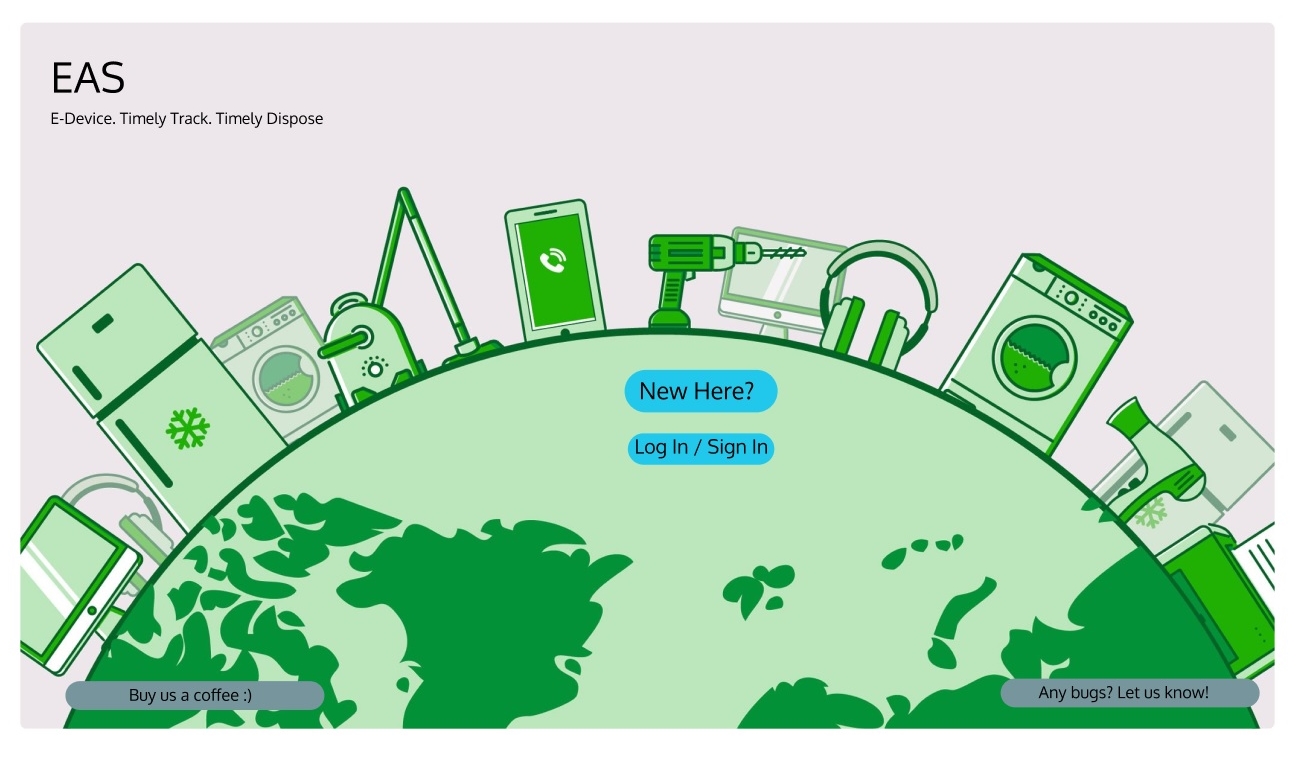 EAS
E-Device. Timely Track. Timely Dispose
New Here?
Log In / Sign In
Buy us a coffee :)
Any bugs? Let us know!